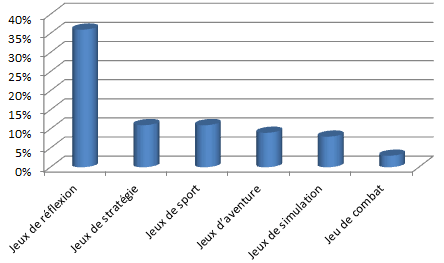 40%
35%
30%
25%
20%
15%
10%
5%
0%
Jeux de réflexion
Jeux de stratégie
Jeux de sport
Jeux d'aventure
Jeux de simulation
Jeu de combat